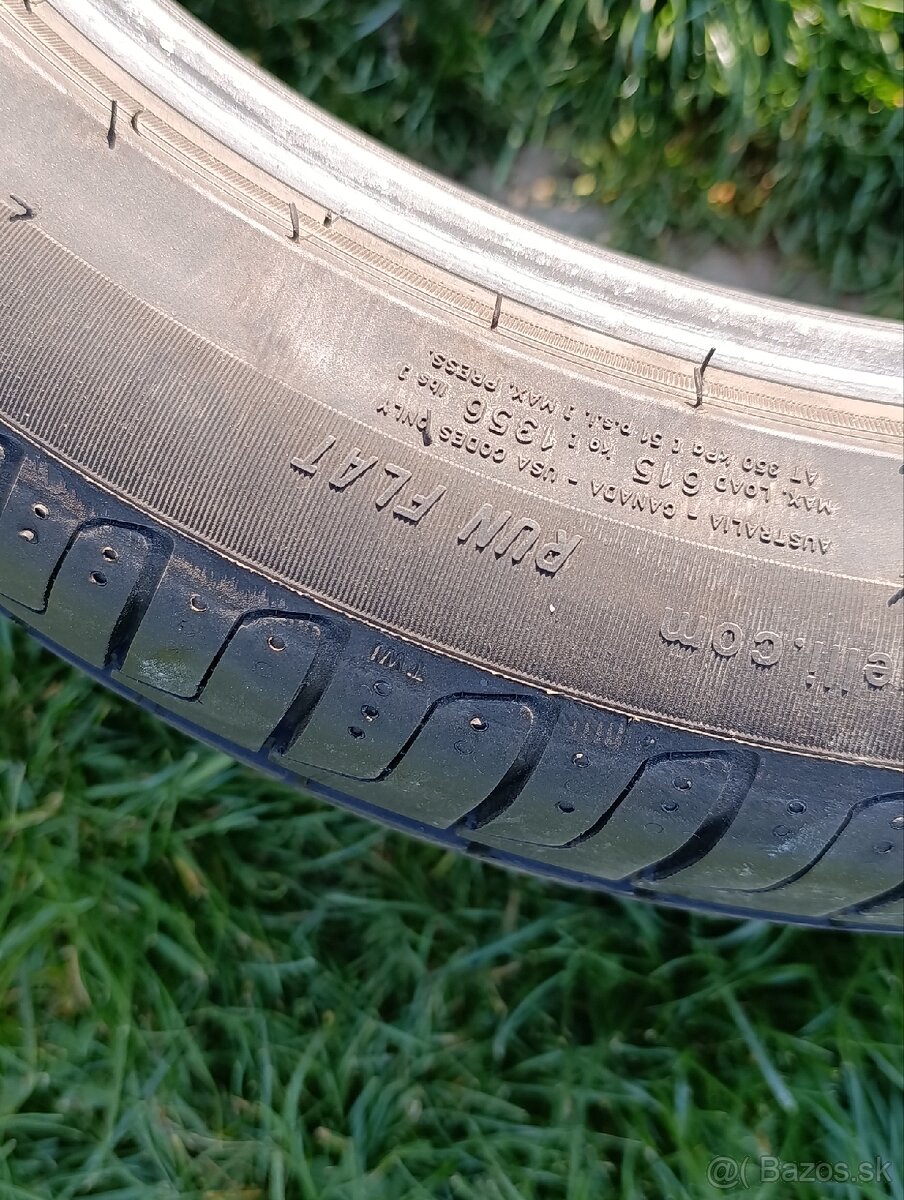 AUSTRALIA - CANADA - USA CODES ONLY
MAX. LOAD 615 kg [ 1356 lbs ]
AT 350 kPa [ 51 p.s.i. ] MAX. PRESS.
RUN FLAT
elli.com
TWI
@( Bazos.sk